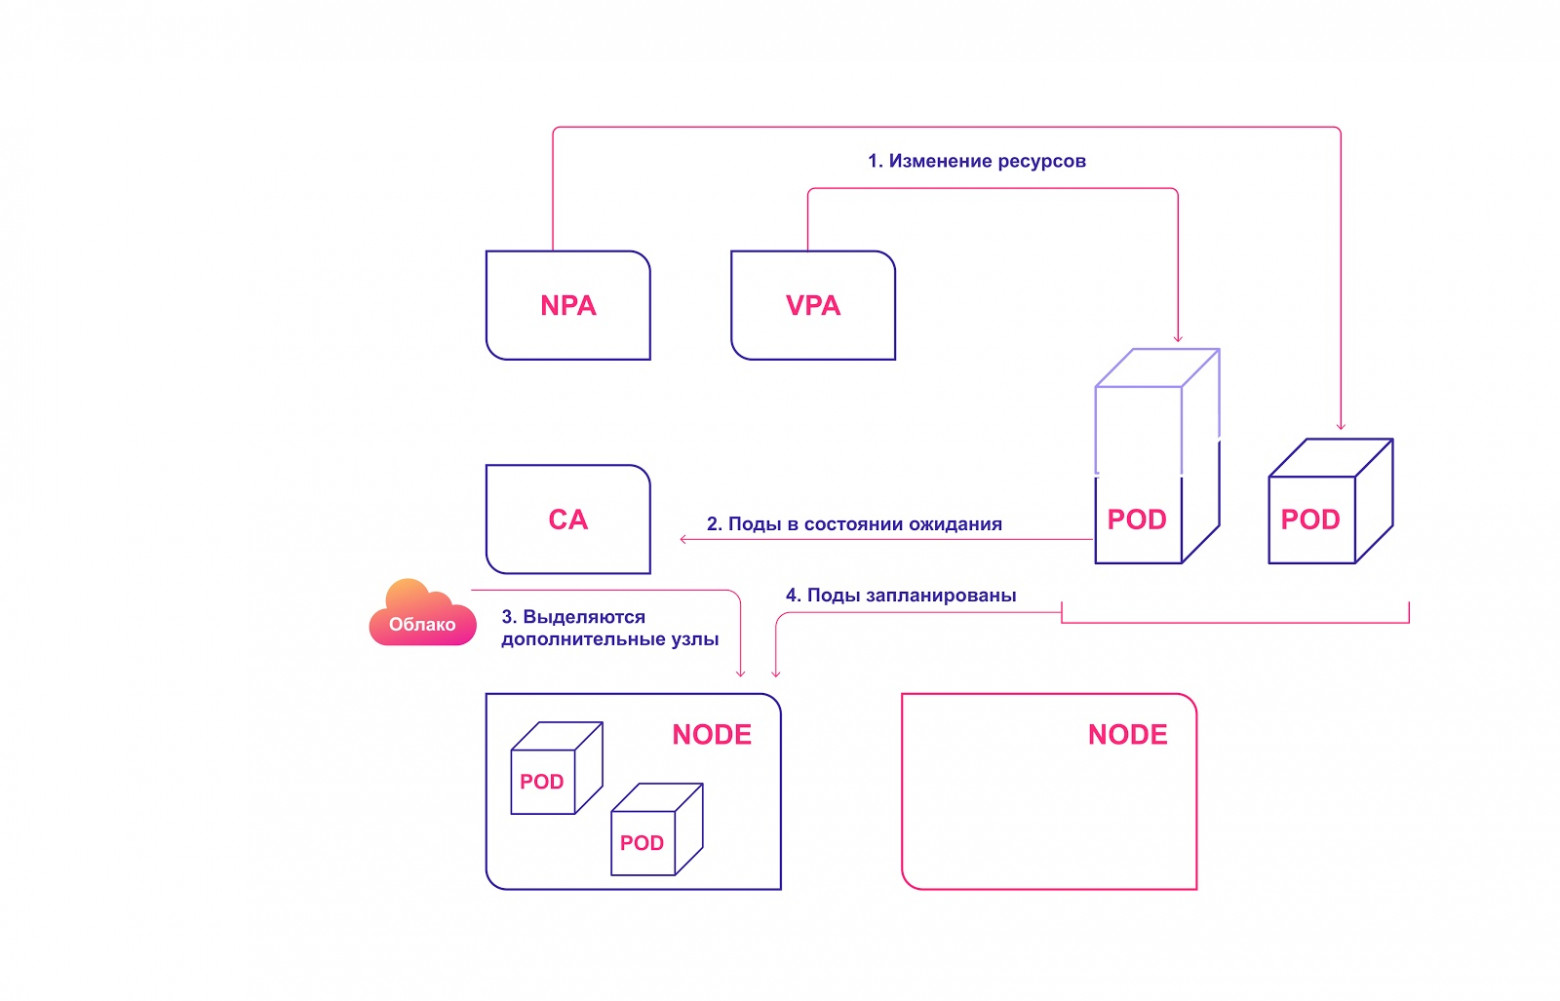 1. Изменение ресурсов
NPA
VPA
CA
2. Поды в состоянии ожидания
POD
POD
Облако
3. Выделяются
дополнительные узлы
4. Поды запланированы
NODE
POD
POD
NODE